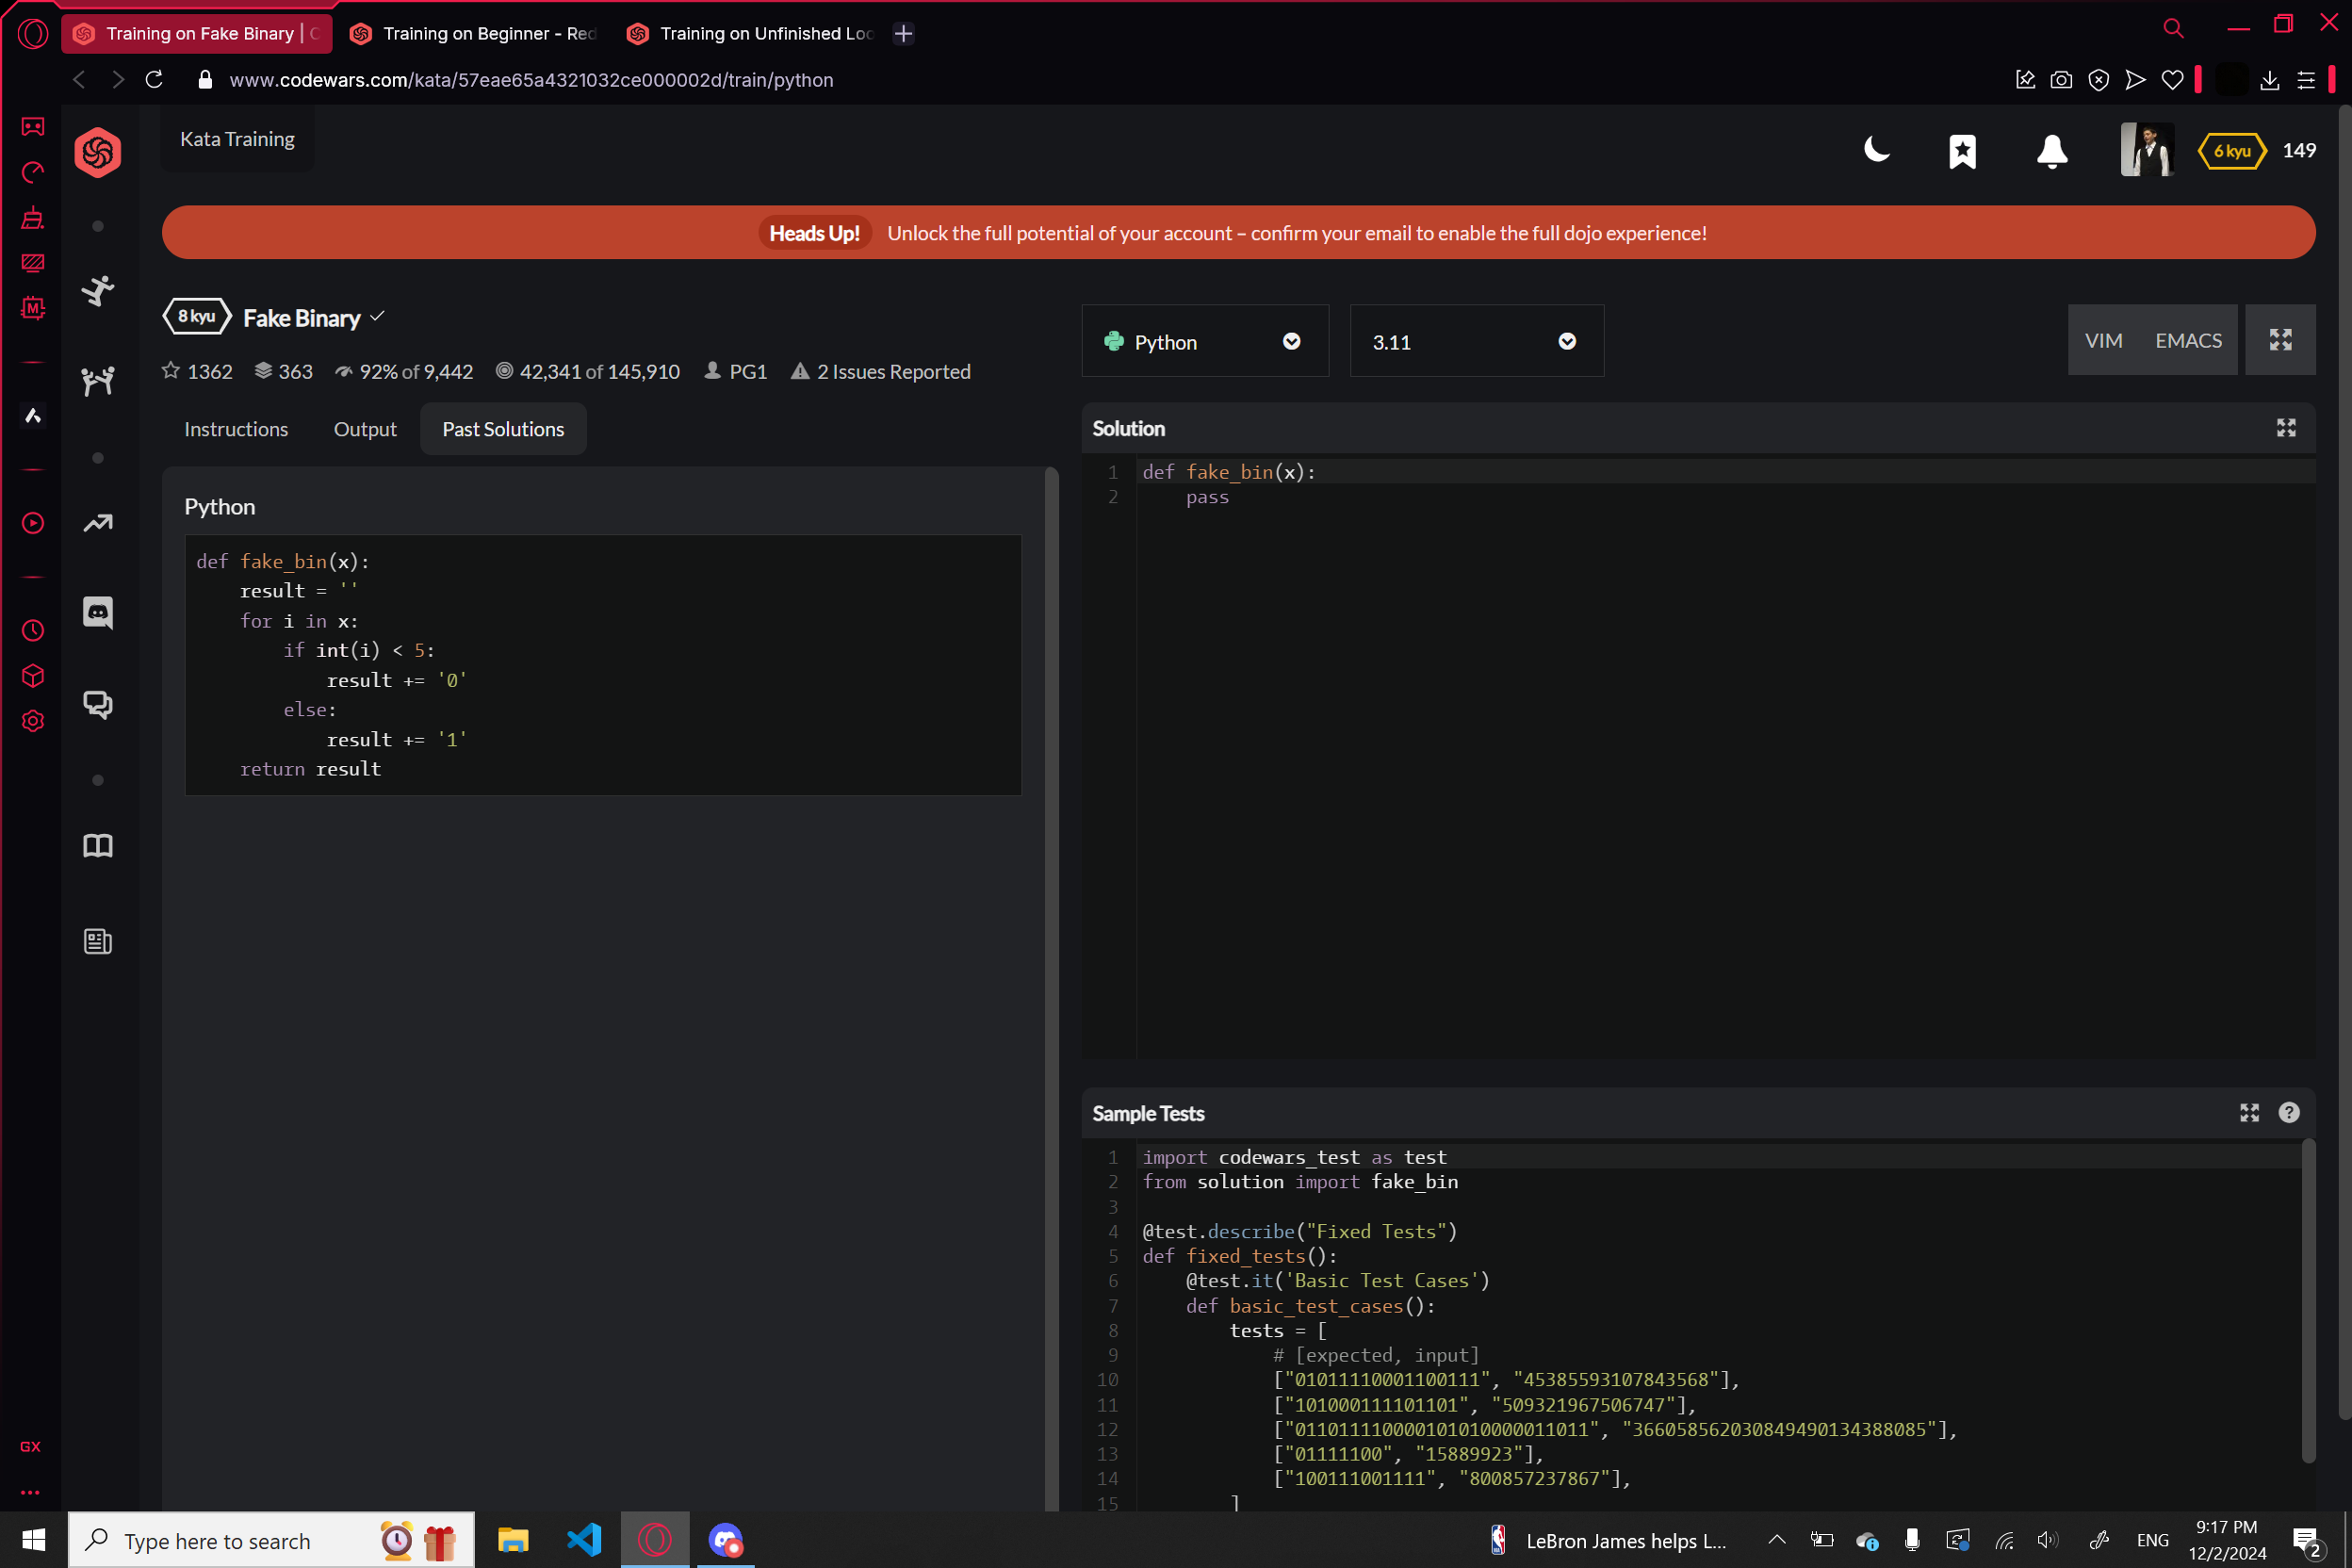 Training on Fake Binary | C
Training on Beginner - Red
Training on Unfinished Loo
www.codewars.com/kata/57eae65a4321032ce000002d/train/python
Kata Training
6 kyu
149
Heads Up! Unlock the full potential of your account – confirm your email to enable the full dojo experience!
8 kyu
Fake Binary
1362
363
92% of 9,442
42,341 of 145,910
PG1
2 Issues Reported
Instructions
Output
Past Solutions
Python
def fake_bin(x):
    result = ''
    for i in x:
        if int(i) < 5:
            result += '0'
        else:
            result += '1'
    return result
Python
3.11
VIM
EMACS
Solution
1 def fake_bin(x):
2     pass
Sample Tests
1 import codewars_test as test
2 from solution import fake_bin
3
4 @test.describe("Fixed Tests")
5 def fixed_tests():
6     @test.it('Basic Test Cases')
7     def basic_test_cases():
8         tests = [
9             # [expected, input]
10             ["01011110001100111", "45385593107843568"],
11             ["101000111101101", "509321967506747"],
12             ["011011110000101010000011011", "366058562030849490134388085"],
13             ["01111100", "15889923"],
14             ["100111001111", "800857237867"],
15         ]
GX
M
Type here to search
LeBron James helps L...
ENG
9:17 PM
12/2/2024
2